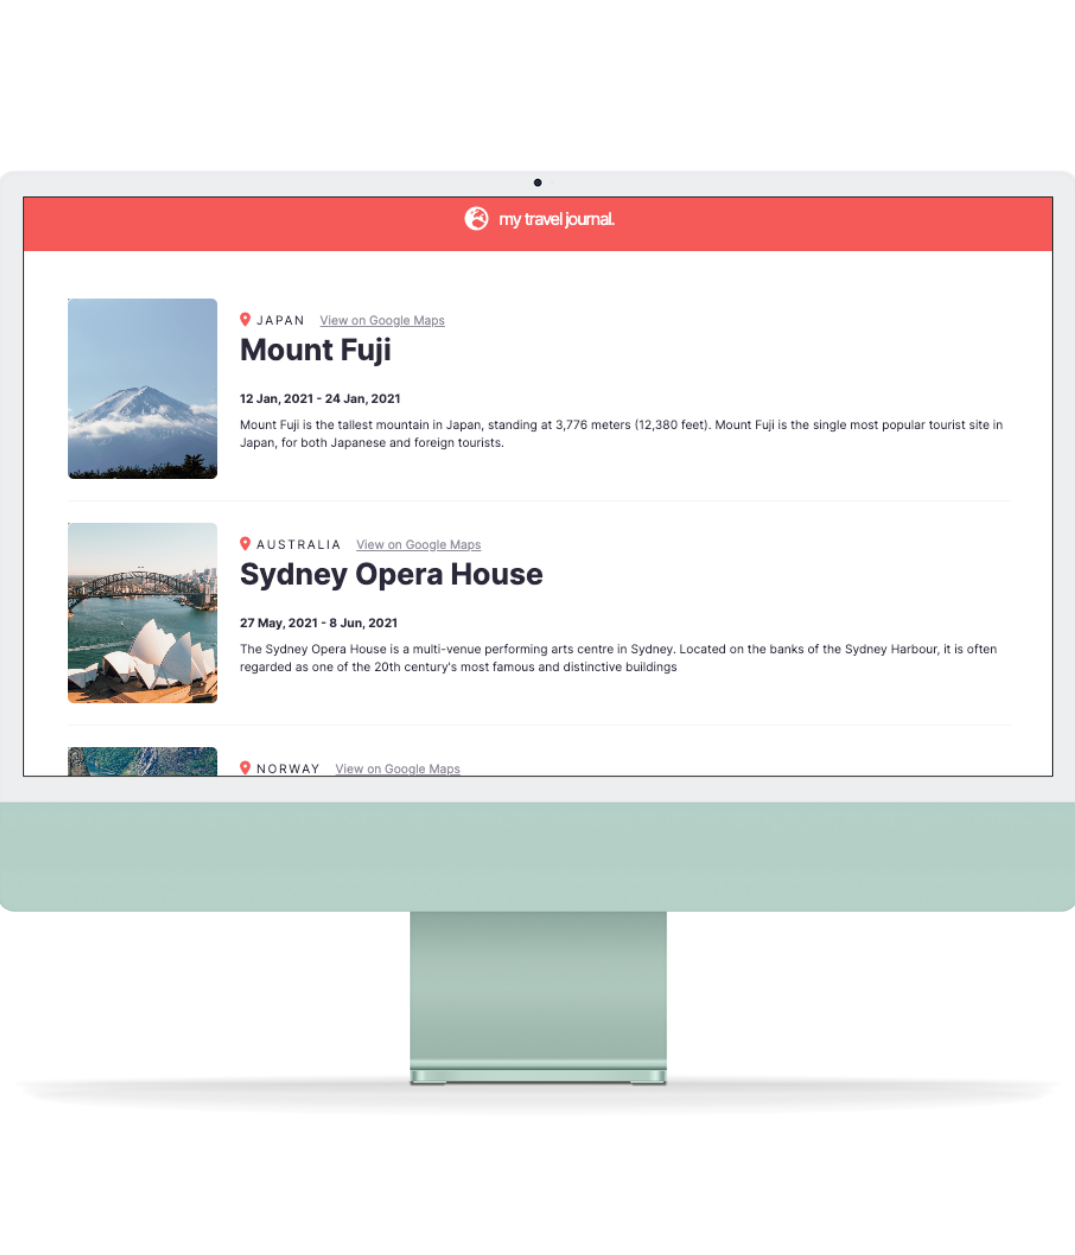 my travel journal.
JAPAN View on Google Maps
Mount Fuji
12 Jan, 2021 - 24 Jan, 2021
Mount Fuji is the tallest mountain in Japan, standing at 3,776 meters (12,380 feet). Mount Fuji is the single most popular tourist site in
Japan, for both Japanese and foreign tourists.
AUSTRALIA View on Google Maps
Sydney Opera House
27 May, 2021 - 8 Jun, 2021
The Sydney Opera House is a multi-venue performing arts centre in Sydney. Located on the banks of the Sydney Harbour, it is often
regarded as one of the 20th century's most famous and distinctive buildings
NORWAY View on Google Maps